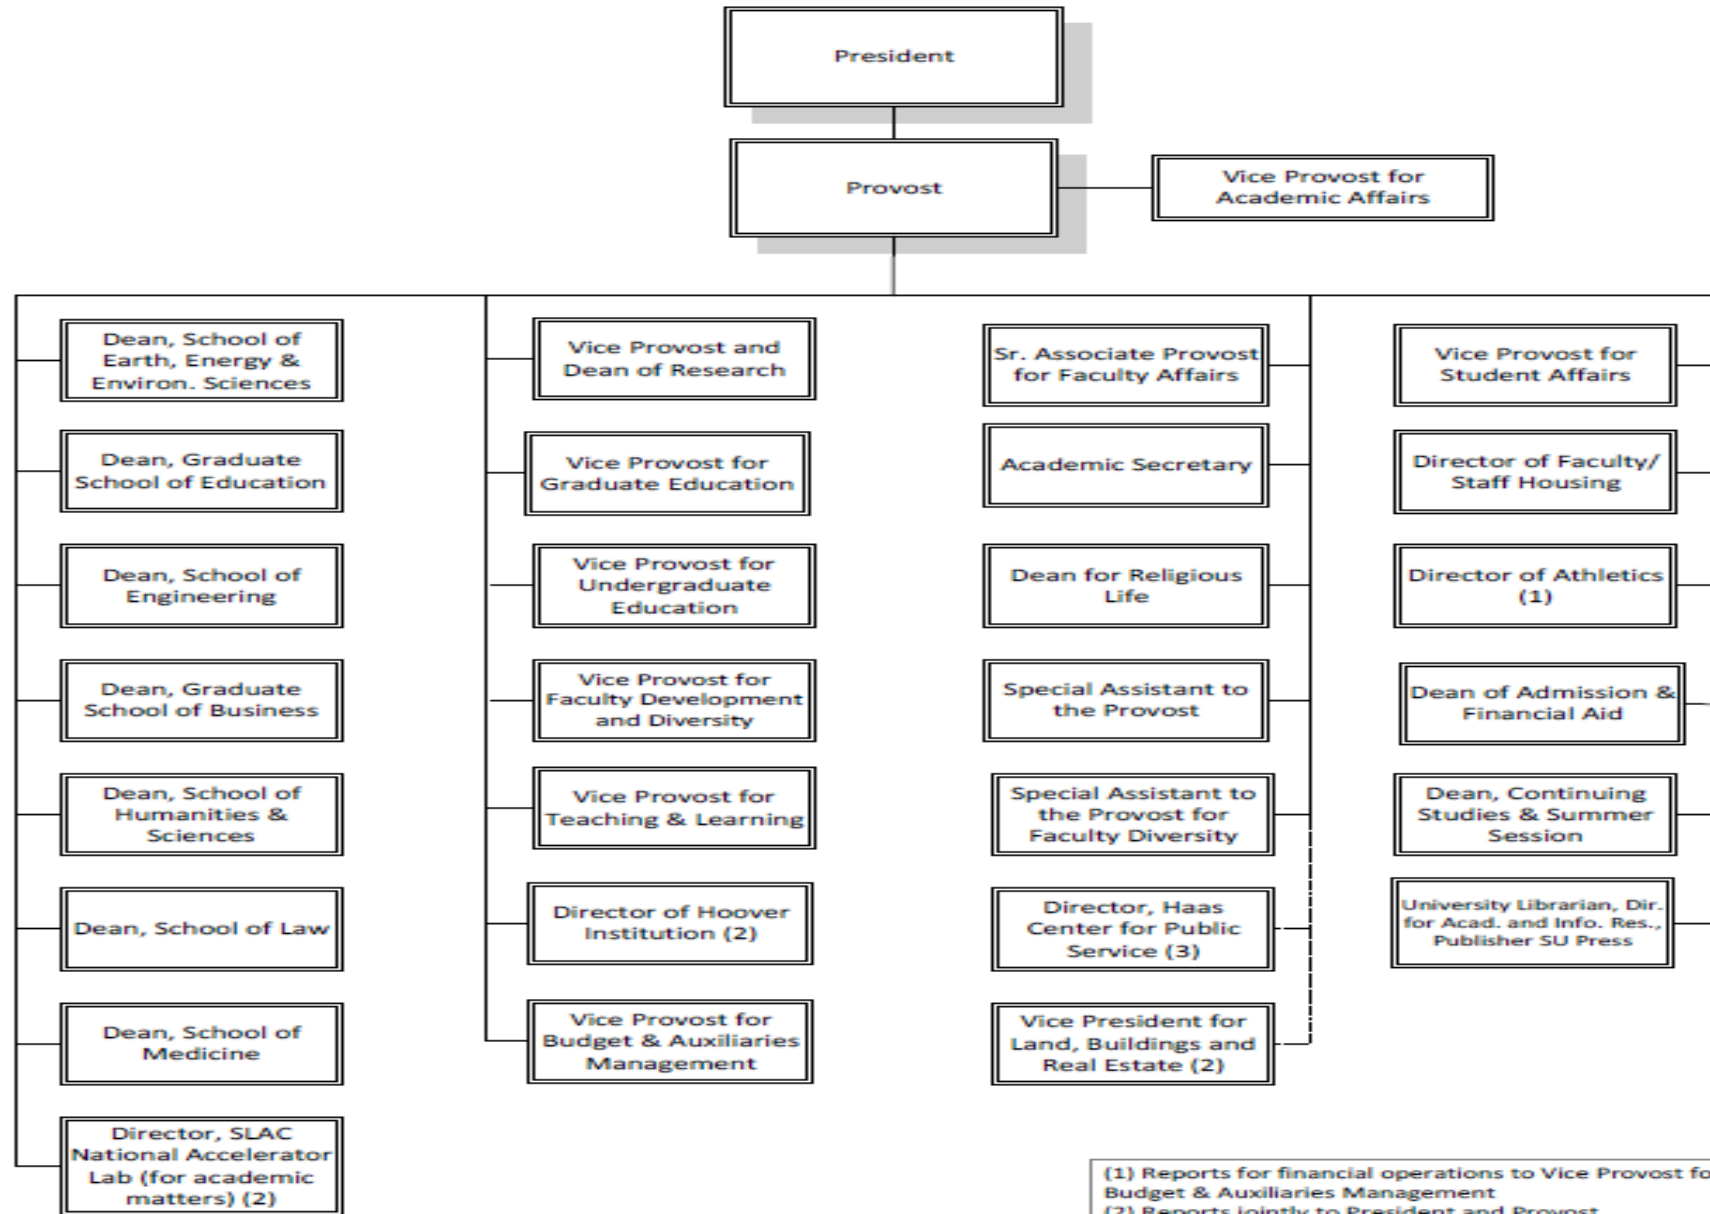 President
Provost
Vice Provost for
Academic Affairs
Dean, School of
Earth, Energy &
Environ. Sciences
Dean, Graduate
School of Education
Dean, School of
Engineering
Dean, Graduate
School of Business
Dean, School of
Humanities &
Sciences
Dean, School of Law
Dean, School of
Medicine
Director, SLAC
National Accelerator
Lab (for academic
matters) (2)
Vice Provost and
Dean of Research
Vice Provost for
Graduate Education
Vice Provost for
Undergraduate
Education
Vice Provost for
Faculty Development
and Diversity
Vice Provost for
Teaching & Learning
Director of Hoover
Institution (2)
Vice Provost for
Budget & Auxiliaries
Management
Sr. Associate Provost
for Faculty Affairs
Academic Secretary
Dean for Religious
Life
Special Assistant to
the Provost
Special Assistant to
the Provost for
Faculty Diversity
Director, Haas
Center for Public
Service (3)
Vice President for
Land, Buildings and
Real Estate (2)
Vice Provost for
Student Affairs
Director of Faculty/
Staff Housing
Director of Athletics
(1)
Dean of Admission &
Financial Aid
Dean, Continuing
Studies & Summer
Session
University Librarian, Dir.
for Acad. and Info. Res.,
Publisher SU Press
(1) Reports for financial operations to Vice Provost fo
Budget & Auxiliaries Management
(2) Reports jointly to President and Provost